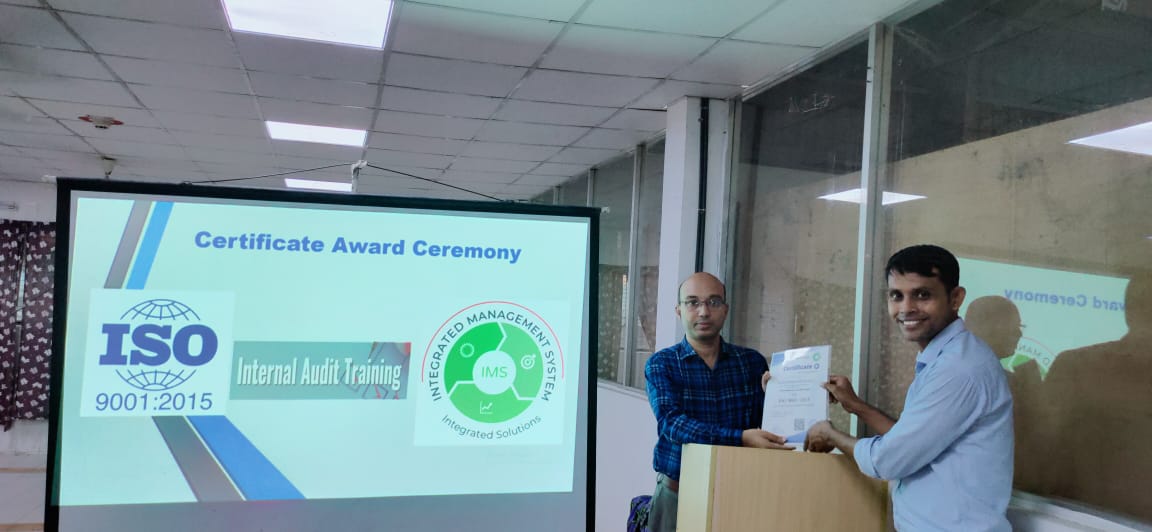 Certificate Award Ceremony
ISO
9001:2015
Internal Audit Training
INTEGRATED MANAGEMENT SYSTEM
IMS
Integrated Solutions
Certificate
ward Ceremony